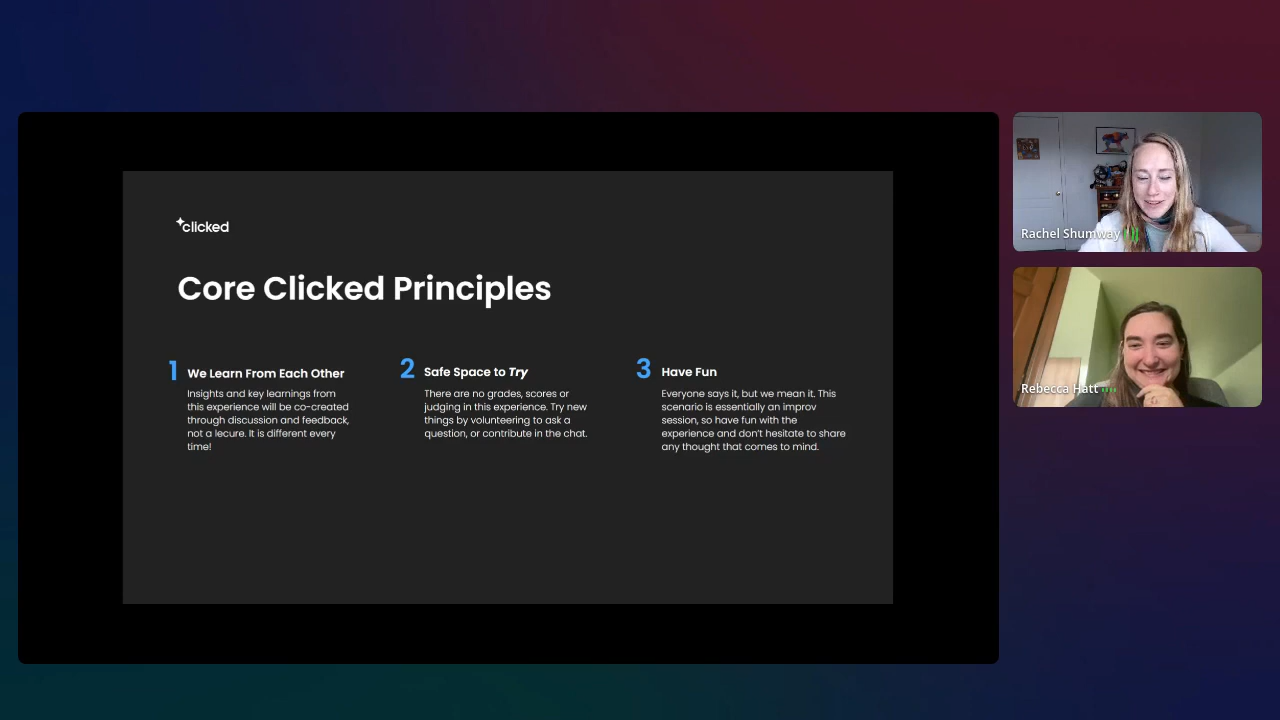 clicked
Core Clicked Principles
1 We Learn From Each Other
Insights and key learnings from
this experience will be co-created
through discussion and feedback,
not a lecure. It is different every
time!
2 Safe Space to Try
There are no grades, scores or
judging in this experience. Try new
things by volunteering to ask a
question, or contribute in the chat.
3 Have Fun
Everyone says it, but we mean it. This
scenario is essentially an improv
session, so have fun with the
experience and don't hesitate to share
any thought that comes to mind.
Rachel Shumway
Rebecca Hatt